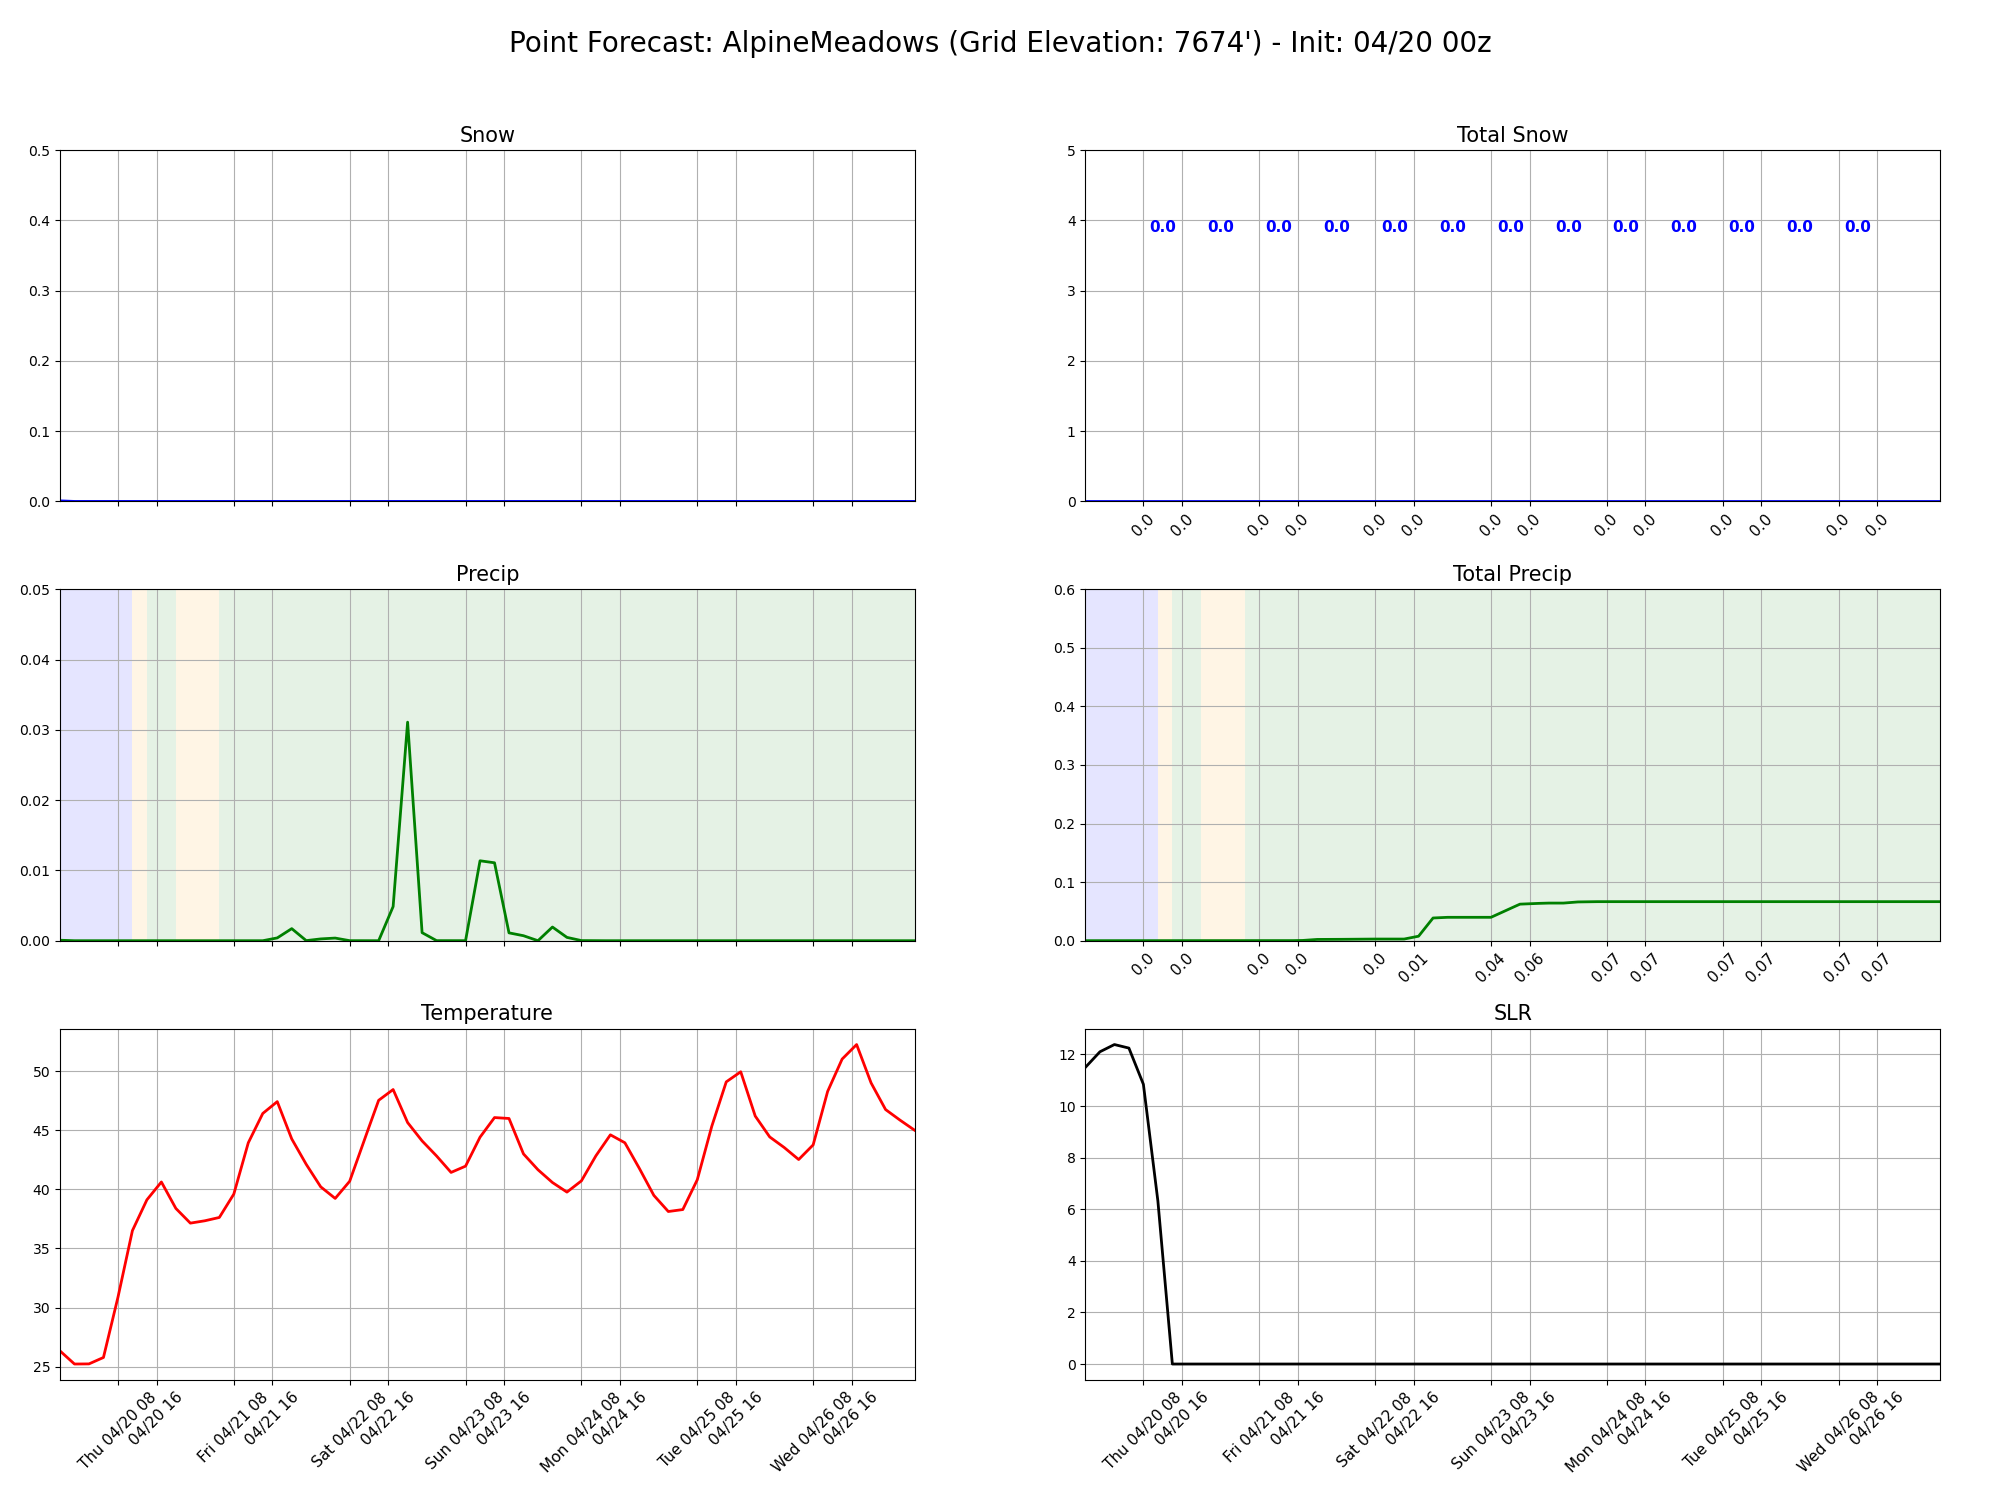 Point Forecast: AlpineMeadows (Grid Elevation: 7674') - Init: 04/20 00z
Snow
0.5
0.4
0.3
0.2
0.1
0.0
Total Snow
5
4
3
2
1
0
0.0 0.0 0.0 0.0 0.0 0.0 0.0 0.0 0.0 0.0 0.0 0.0 0.0
0.0 0.0 0.0 0.0 0.0 0.0 0.0 0.0 0.0 0.0 0.0 0.0 0.0 0.0
Precip
0.05
0.04
0.03
0.02
0.01
0.00
Total Precip
0.6
0.5
0.4
0.3
0.2
0.1
0.0
0.0 0.0 0.0 0.0 0.0 0.01 0.04 0.06 0.07 0.07 0.07 0.07 0.07 0.07
Temperature
50
45
40
35
30
25
Thu 04/20 08
04/20 16
Fri 04/21 08
04/21 16
Sat 04/22 08
04/22 16
Sun 04/23 08
04/23 16
Mon 04/24 08
04/24 16
Tue 04/25 08
04/25 16
Wed 04/26 08
04/26 16
SLR
12
10
8
6
4
2
0
Thu 04/20 08
04/20 16
Fri 04/21 08
04/21 16
Sat 04/22 08
04/22 16
Sun 04/23 08
04/23 16
Mon 04/24 08
04/24 16
Tue 04/25 08
04/25 16
Wed 04/26 08
04/26 16